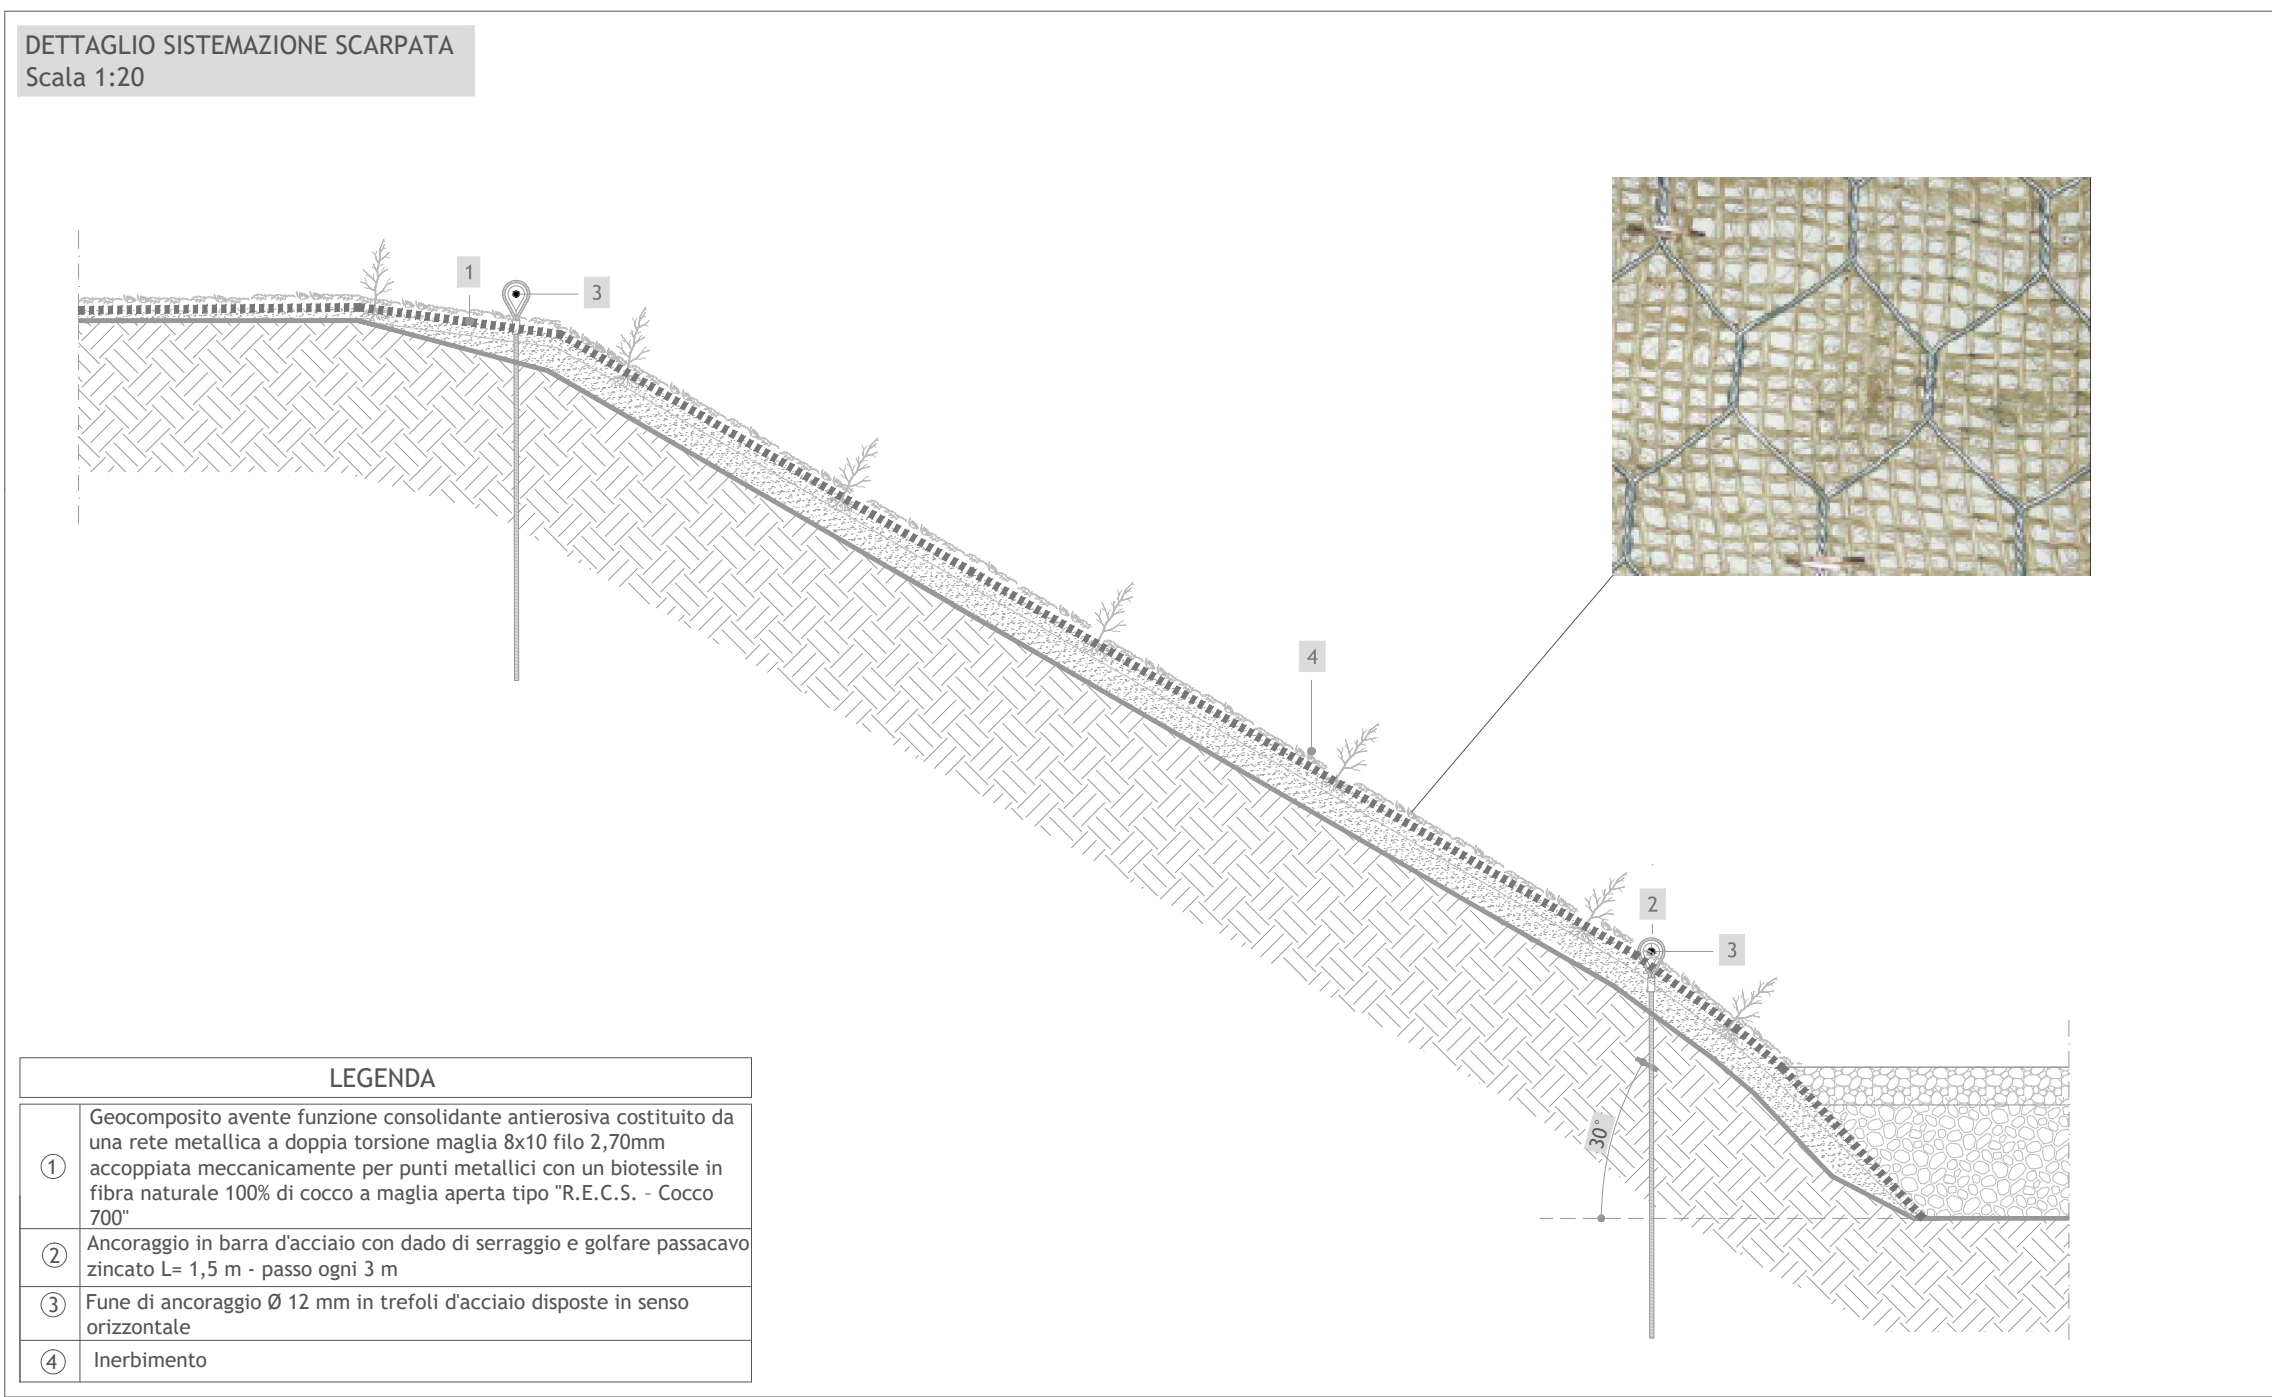 DETTAGLIO SISTEMAZIONE SCARPATA
Scala 1:20
1
3
4
2
3
30°
LEGENDA
1
Geocomposito avente funzione consolidante antierosiva costituito da
una rete metallica a doppia torsione maglia 8x10 filo 2,70mm
accoppiata meccanicamente per punti metallici con un biotessile in
fibra naturale 100% di cocco a maglia aperta tipo "R.E.C.S. - Cocco
700"
2
Ancoraggio in barra d'acciaio con dado di serraggio e golfare passacavo
zincato L= 1,5 m - passo ogni 3 m
3
Fune di ancoraggio Ø 12 mm in trefoli d'acciaio disposte in senso
orizzontale
4
Inerbimento